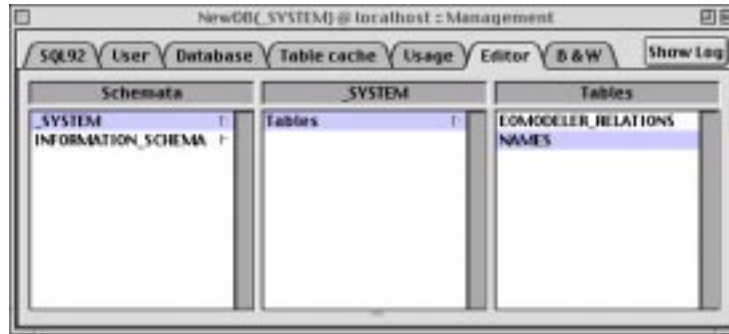 NewDB(_SYSTEM) @ localhost :: Management
SQL92 User Database Table cache Usage Editor B & W Show Log
Schemata _SYSTEM Tables
_SYSTEM Tables EOMODELER_RELATIONS
INFORMATION_SCHEMA NAMES